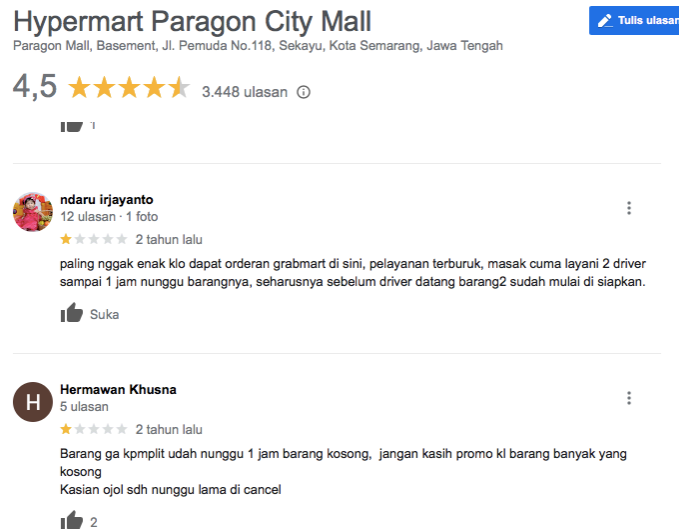 Hypermart Paragon City Mall
Tulis ulasan
Paragon Mall, Basement, Jl. Pemuda No.118, Sekayu, Kota Semarang, Jawa Tengah
4,5 3.448 ulasan
1
ndaru irjayanto
12 ulasan · 1 foto
2 tahun lalu
paling nggak enak klo dapat orderan grabmart di sini, pelayanan terburuk, masak cuma layani 2 driver
sampai 1 jam nunggu barangnya, seharusnya sebelum driver datang barang2 sudah mulai di siapkan.
Suka
H
Hermawan Khusna
5 ulasan
2 tahun lalu
Barang ga kpmplit udah nunggu 1 jam barang kosong, jangan kasih promo kl barang banyak yang
kosong
Kasian ojol sdh nunggu lama di cancel
2